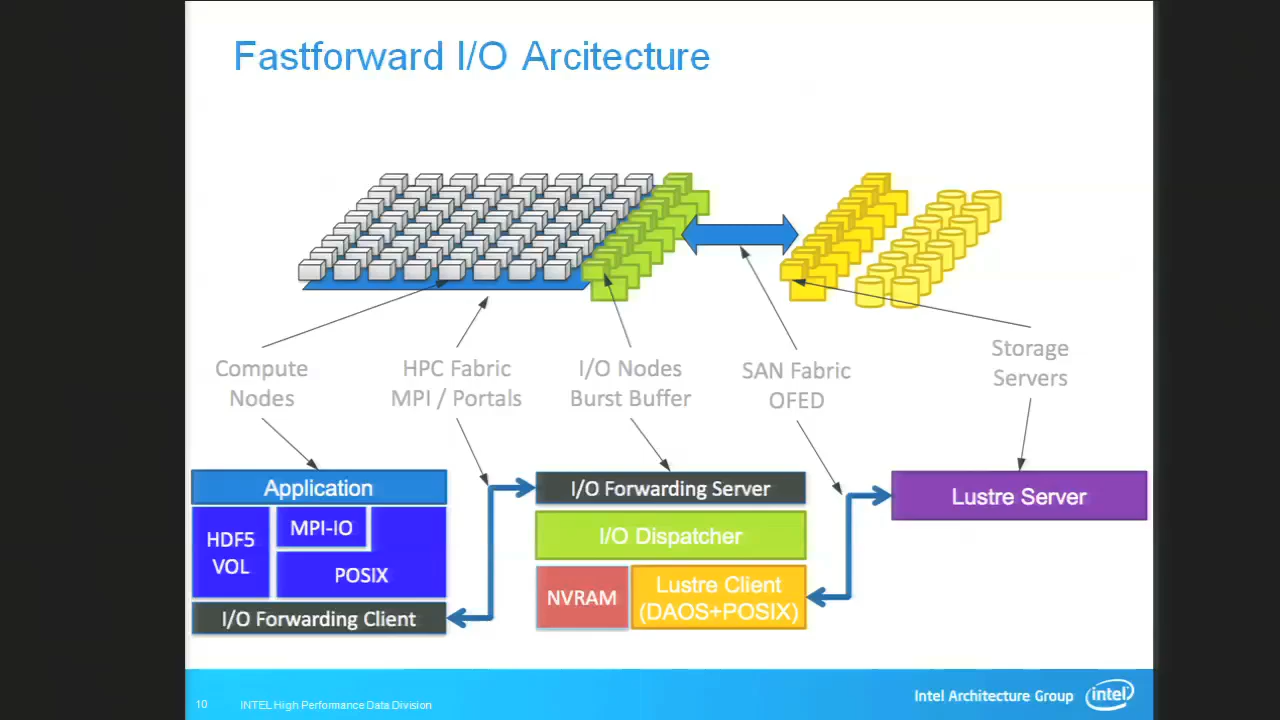 Fastforward I/O Arcitecture
Compute
Nodes
HPC Fabric
MPI / Portals
I/O Nodes
Burst Buffer
SAN Fabric
OFED
Storage
Servers
Application
HDF5
VOL
MPI-IO
POSIX
I/O Forwarding Client
I/O Forwarding Server
I/O Dispatcher
NVRAM
Lustre Client
(DAOS+POSIX)
Lustre Server
10
INTEL High Performance Data Division
Intel Architecture Group
intel